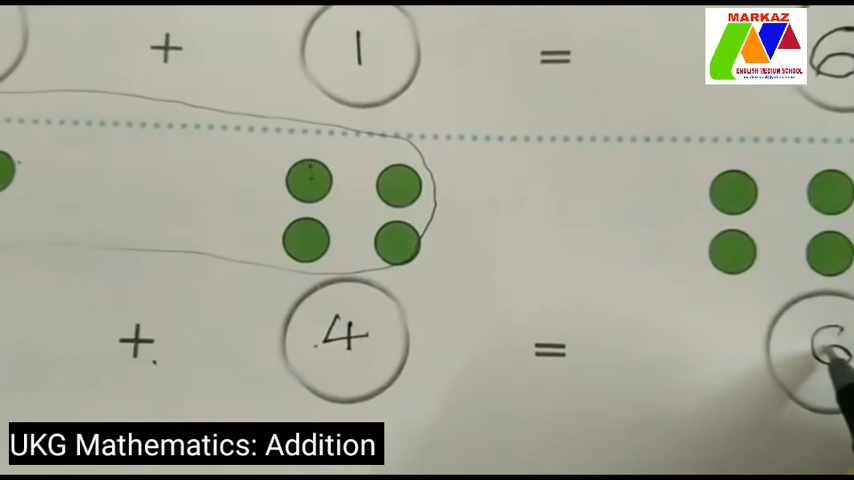 MARKAZ
ENGLISH MEDIUM SCHOOL
+ 1 = 6
+ 4 = 6
UKG Mathematics: Addition